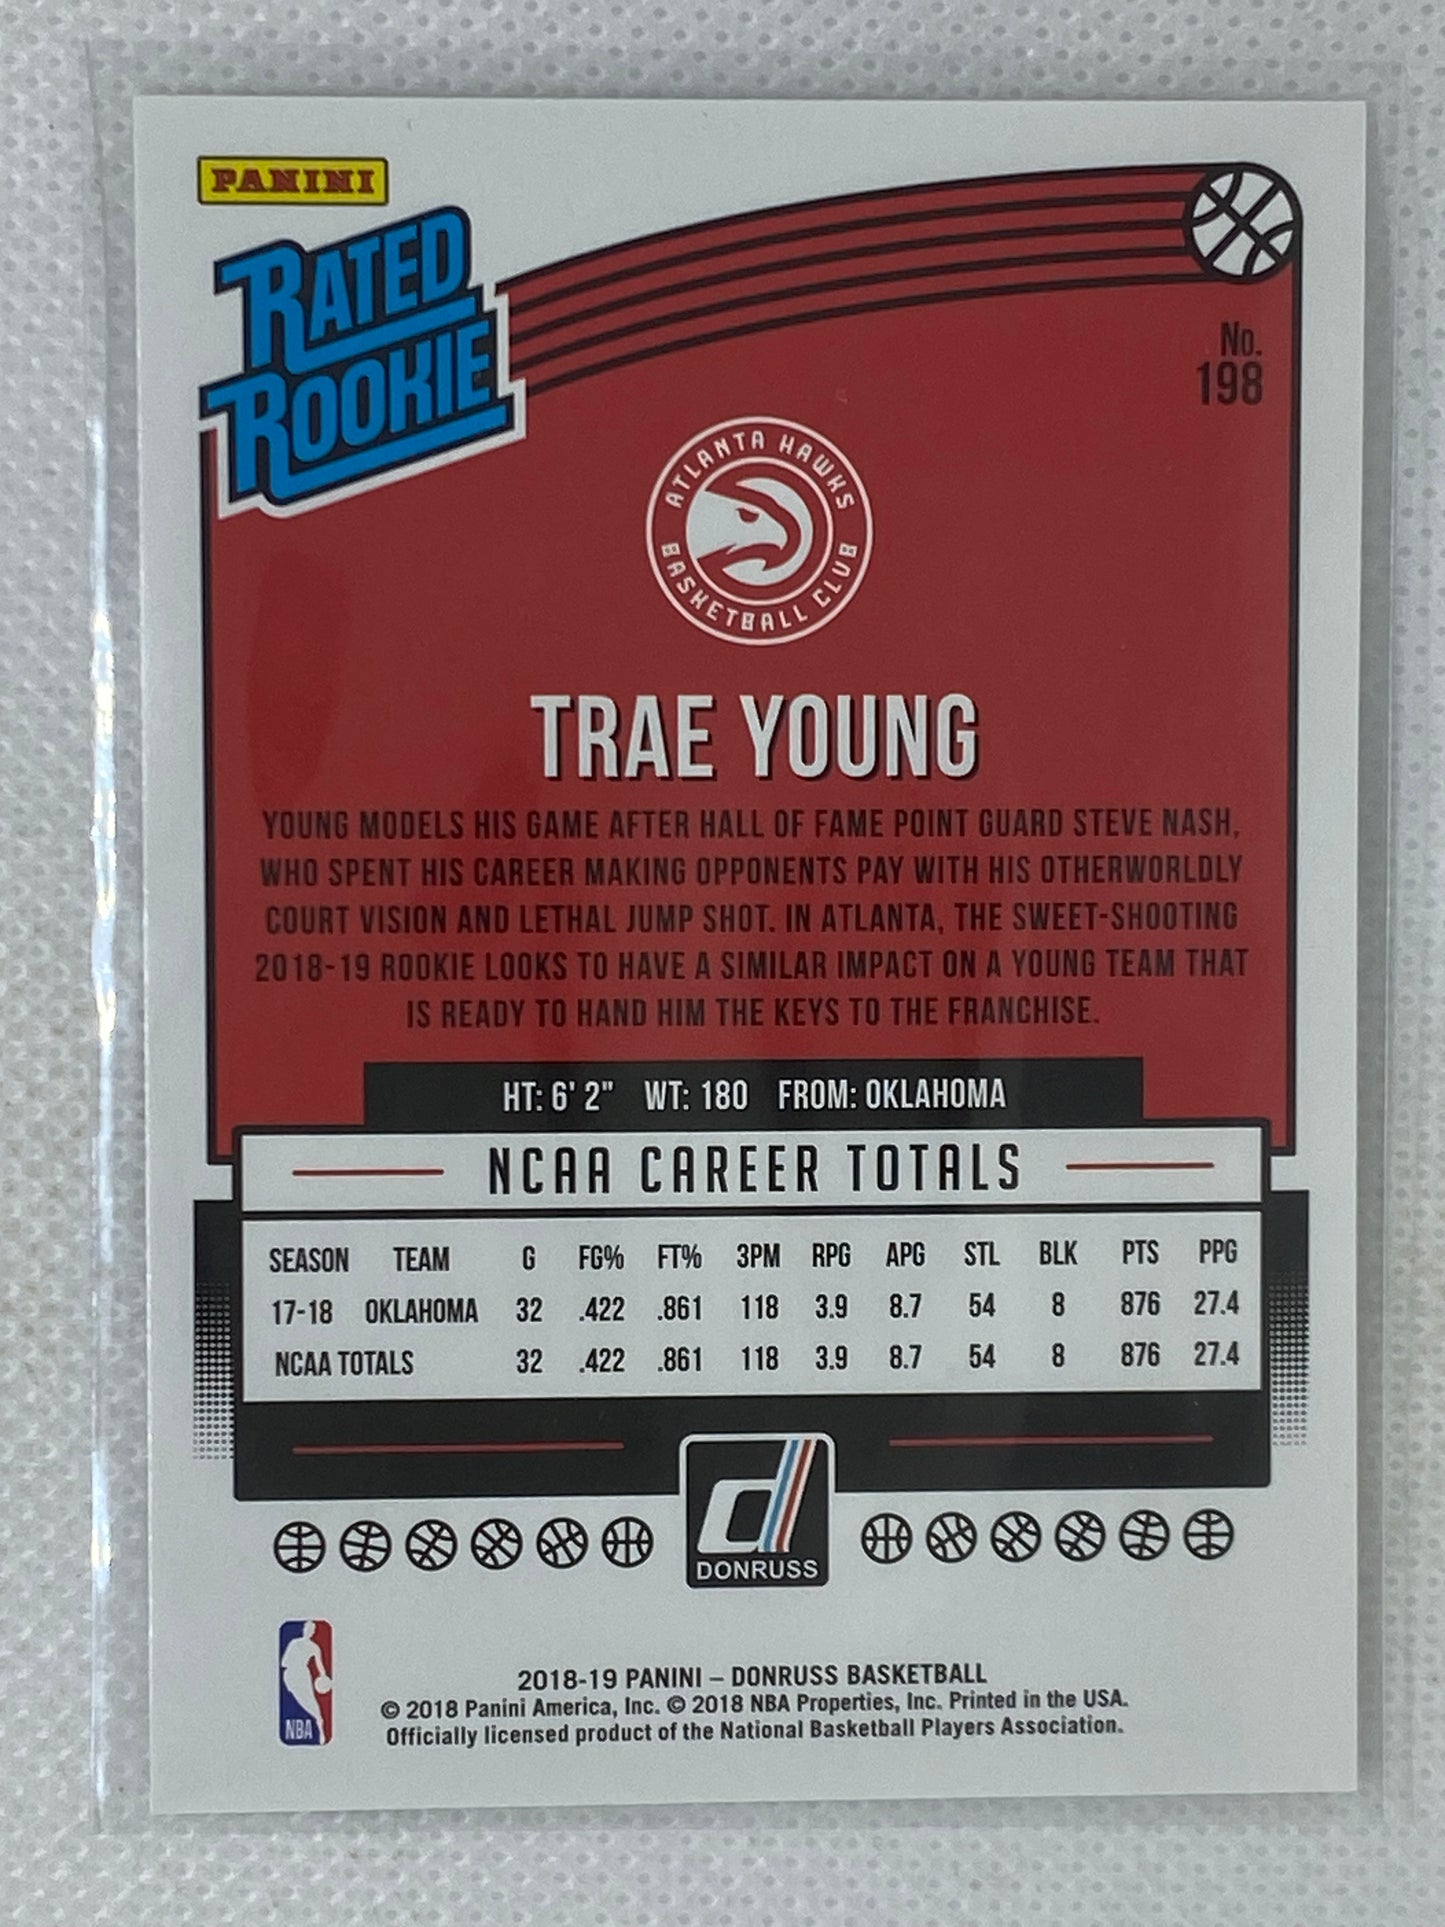 PANINI
RATED
ROOKIE
No.
198
ATLANTA HAWKS
BASKETBALL CLUB
TRAE YOUNG
YOUNG MODELS HIS GAME AFTER HALL OF FAME POINT GUARD STEVE NASH,
WHO SPENT HIS CAREER MAKING OPPONENTS PAY WITH HIS OTHERWORLDLY
COURT VISION AND LETHAL JUMP SHOT. IN ATLANTA, THE SWEET-SHOOTING
2018-19 ROOKIE LOOKS TO HAVE A SIMILAR IMPACT ON A YOUNG TEAM THAT
IS READY TO HAND HIM THE KEYS TO THE FRANCHISE.
HT: 6' 2" WT: 180 FROM: OKLAHOMA
NCAA CAREER TOTALS
SEASON TEAM G FG% FT% 3PM RPG APG STL BLK PTS PPG
17-18 OKLAHOMA 32 .422 .861 118 3.9 8.7 54 8 876 27.4
NCAA TOTALS 32 .422 .861 118 3.9 8.7 54 8 876 27.4
d
DONRUSS
NBA
2018-19 PANINI – DONRUSS BASKETBALL
© 2018 Panini America, Inc. © 2018 NBA Properties, Inc. Printed in the USA.
Officially licensed product of the National Basketball Players Association.